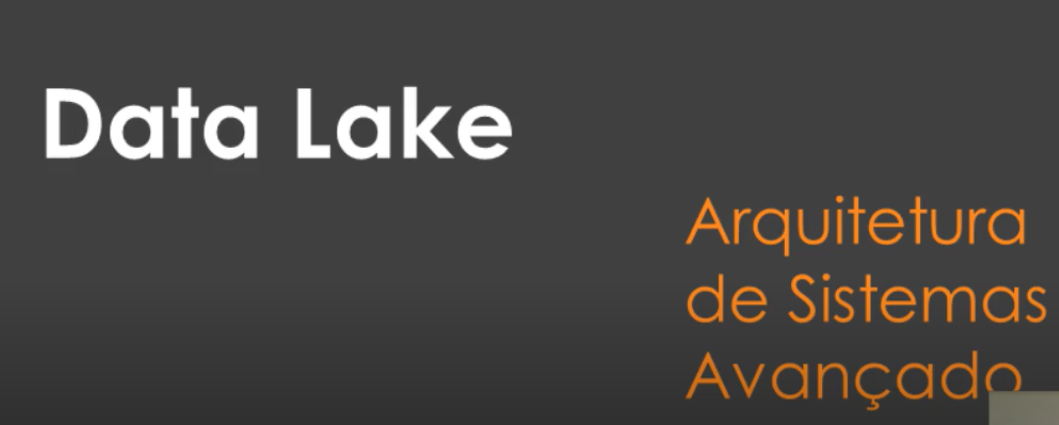 Data Lake
Arquitetura
de Sistemas
Avançado